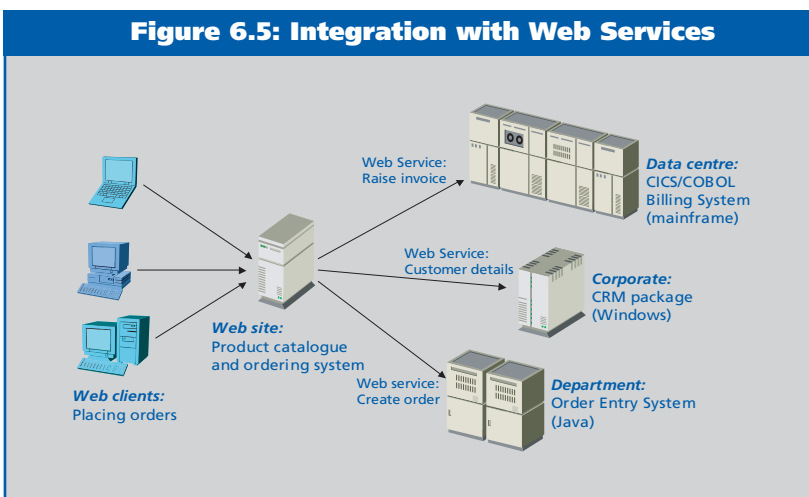 Figure 6.5: Integration with Web Services
Web Service:
Raise invoice
Data centre:
CICS/COBOL
Billing System
(mainframe)
Web Service:
Customer details
Corporate:
CRM package
(Windows)
Web site:
Product catalogue
and ordering system
Web service:
Create order
Department:
Order Entry System
(Java)
Web clients:
Placing orders